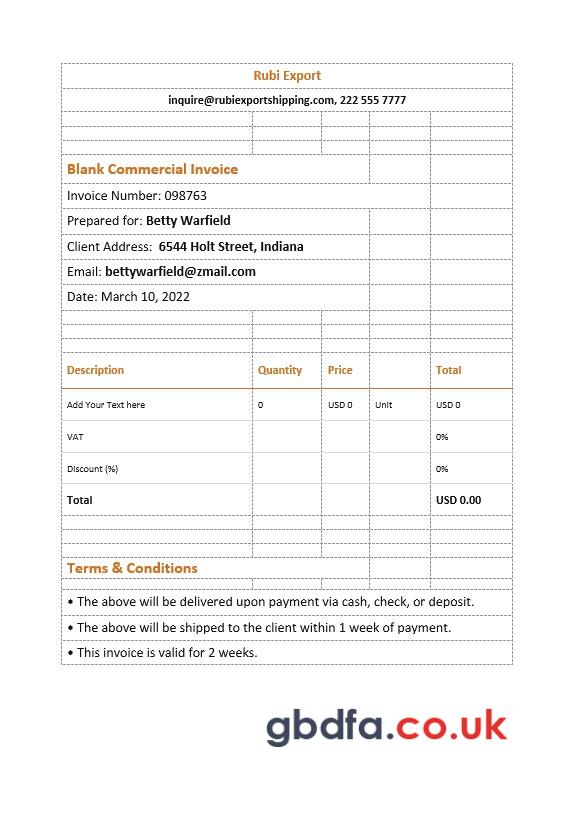 Rubi Export
inquire@rubiexportshipping.com, 222 555 7777
Blank Commercial Invoice
Invoice Number: 098763
Prepared for: Betty Warfield
Client Address: 6544 Holt Street, Indiana
Email: bettywarfield@zmail.com
Date: March 10, 2022
Description Quantity Price Total
Add Your Text here 0 USD 0 Unit USD 0
VAT 0%
Discount (%) 0%
Total USD 0.00
Terms & Conditions
• The above will be delivered upon payment via cash, check, or deposit.
• The above will be shipped to the client within 1 week of payment.
• This invoice is valid for 2 weeks.
gbdfa.co.uk